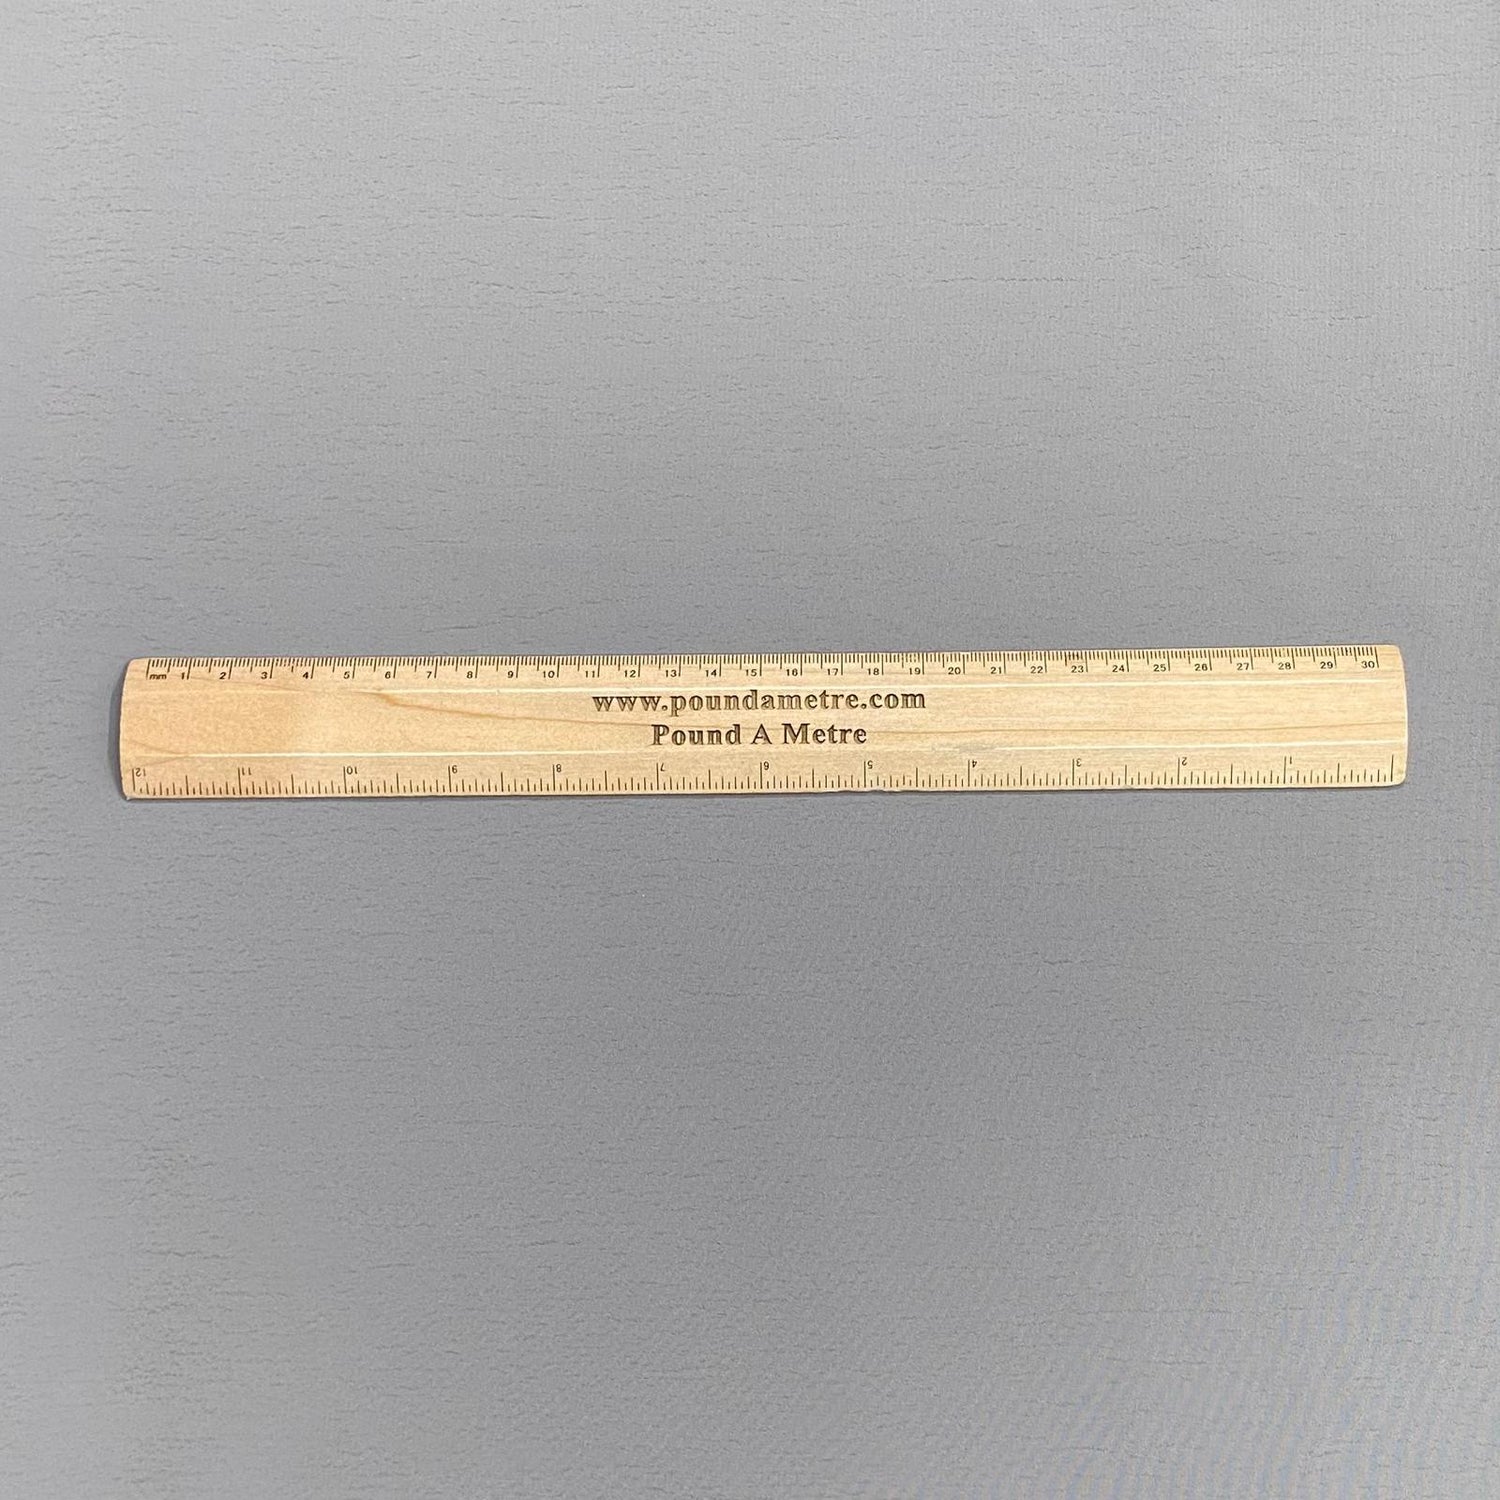 mm 1 2 3 4 5 6 7 8 9 10 11 12 13 14 15 16 17 18 19 20 21 22 23 24 25 26 27 28 29 30
www.poundametre.com
Pound A Metre
12 11 10 9 8 7 6 5 4 3 2 1